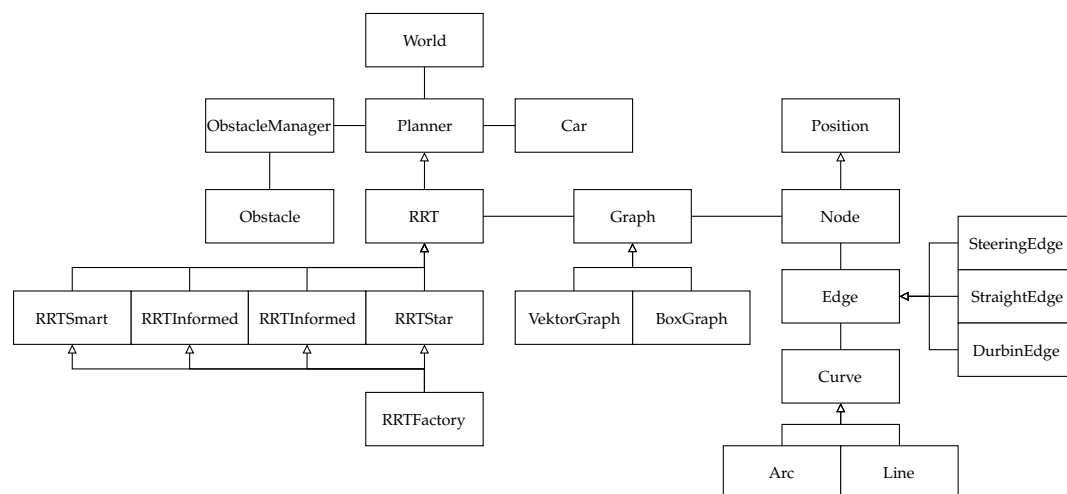 World
ObstacleManager
Planner
Car
Position
Obstacle
RRT
Graph
Node
SteeringEdge
RRTSmart
RRTInformed
RRTInformed
RRTStar
VektorGraph
BoxGraph
Edge
StraightEdge
DurbinEdge
Curve
RRTFactory
Arc
Line